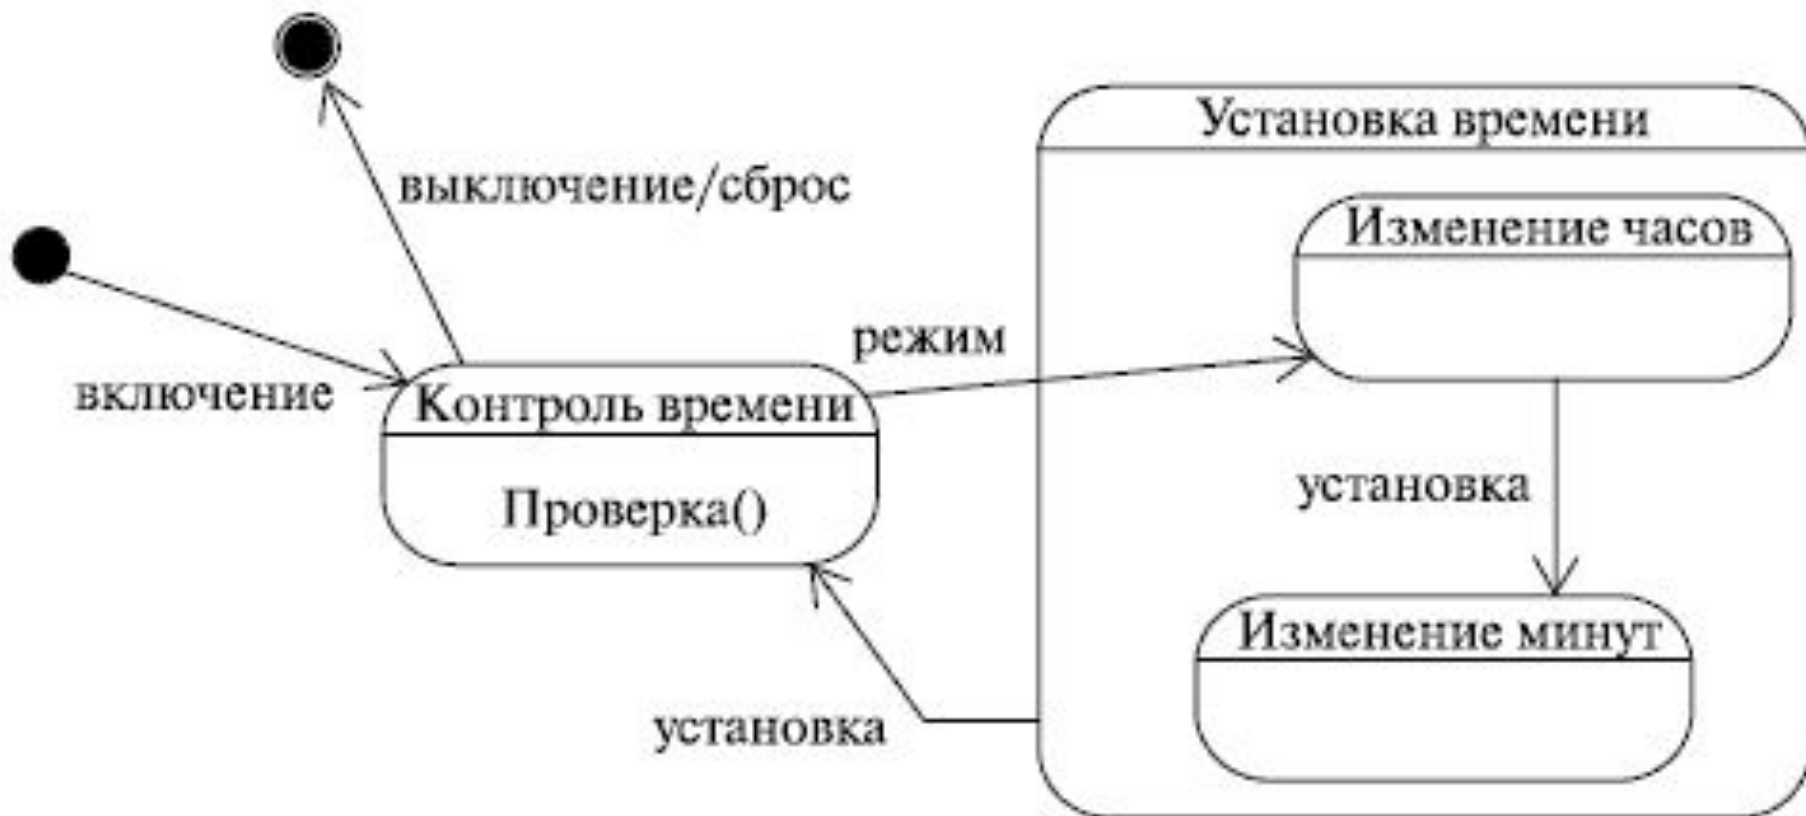 Установка времени
выключение/сброс
Изменение часов
режим
включение
Контроль времени
Проверка()
установка
Изменение минут
установка